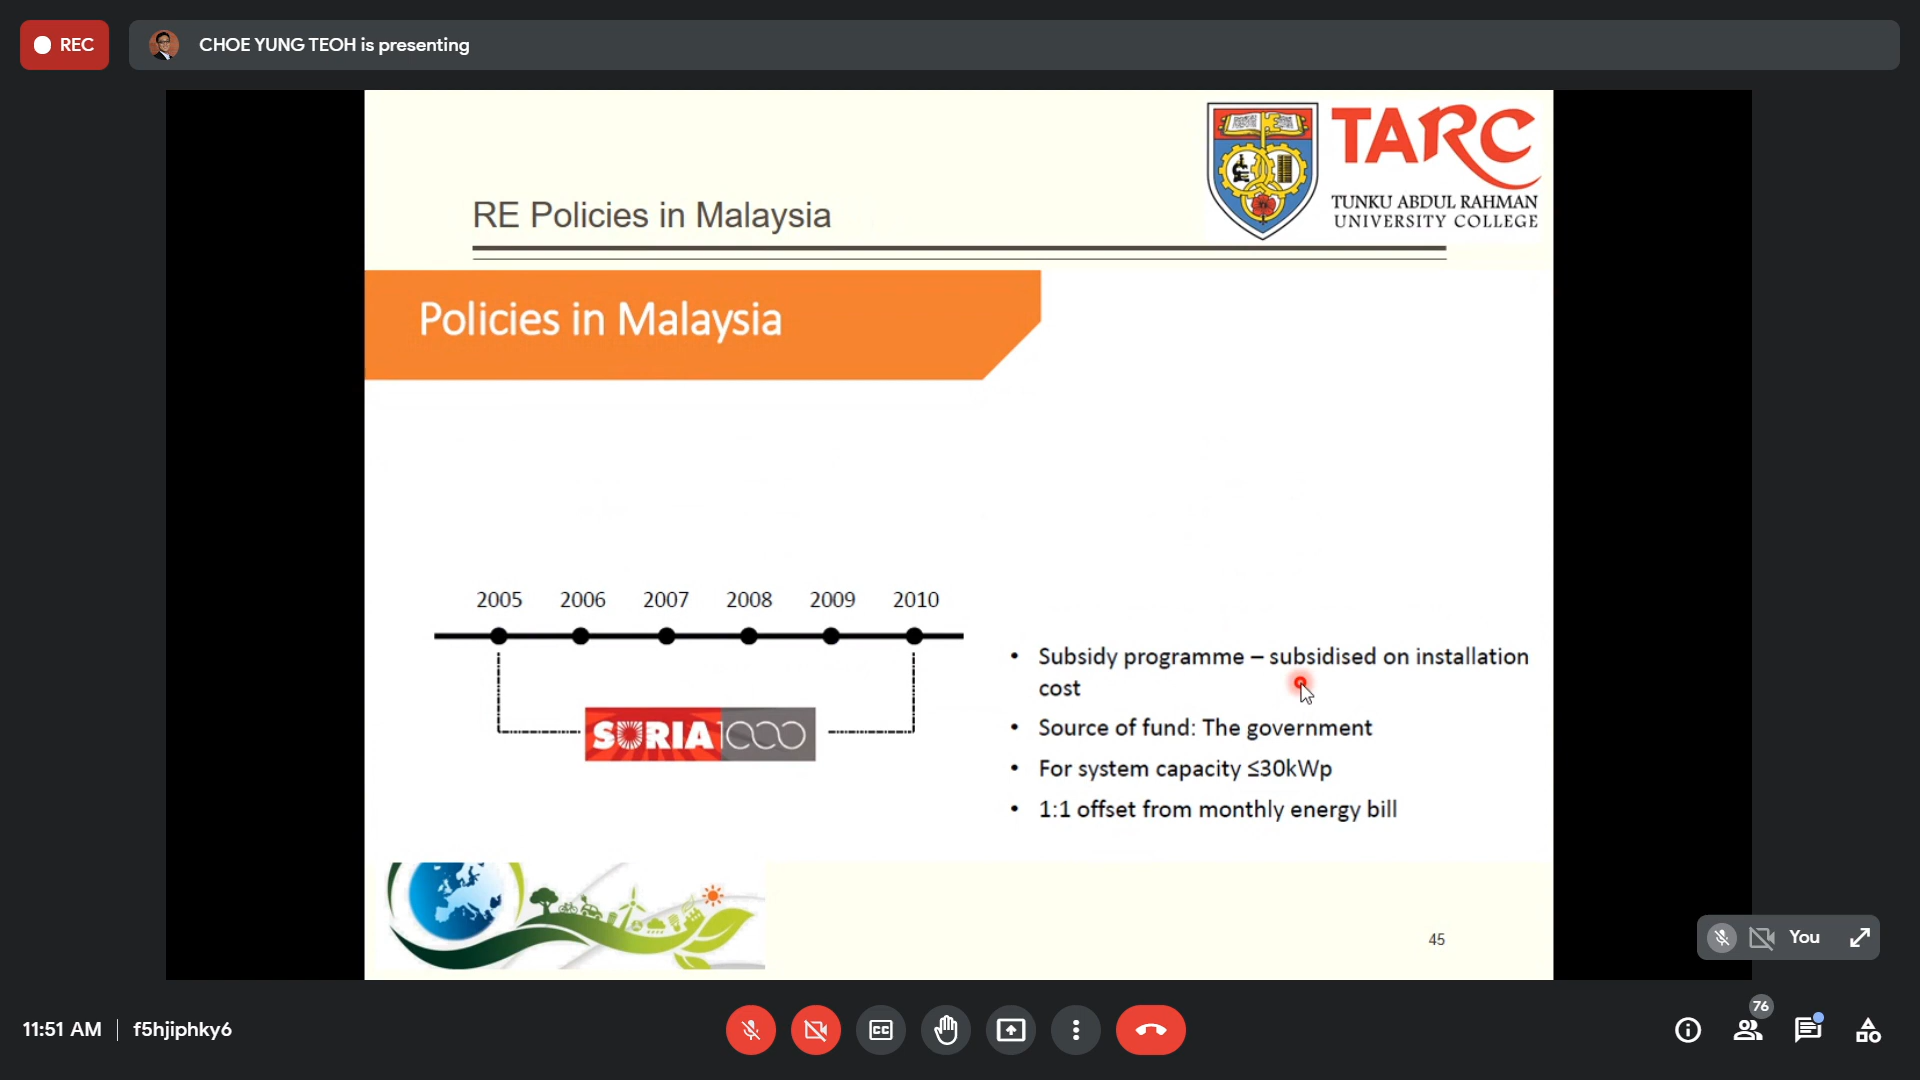 REC
CHOE YUNG TEOH is presenting
TARC
TUNKU ABDUL RAHMAN
UNIVERSITY COLLEGE
RE Policies in Malaysia
Policies in Malaysia
2005 2006 2007 2008 2009 2010
SURIA1000
• Subsidy programme – subsidised on installation
cost
• Source of fund: The government
• For system capacity ≤30kWp
• 1:1 offset from monthly energy bill
45
You
11:51 AM | f5hjiphky6
CC
76